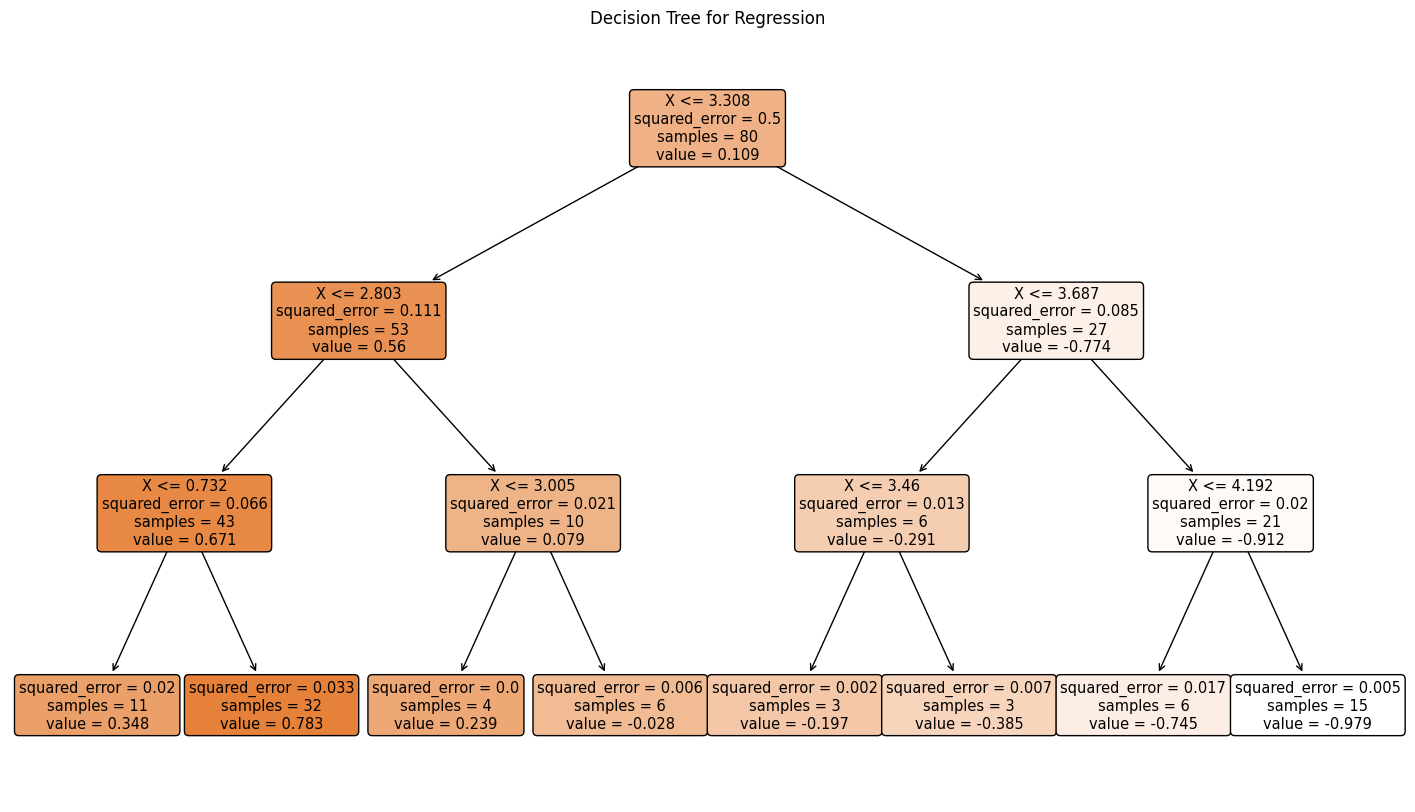 Decision Tree for Regression
X <= 3.308
squared_error = 0.5
samples = 80
value = 0.109
X <= 2.803
squared_error = 0.111
samples = 53
value = 0.56
X <= 3.687
squared_error = 0.085
samples = 27
value = -0.774
X <= 0.732
squared_error = 0.066
samples = 43
value = 0.671
X <= 3.005
squared_error = 0.021
samples = 10
value = 0.079
X <= 3.46
squared_error = 0.013
samples = 6
value = -0.291
X <= 4.192
squared_error = 0.02
samples = 21
value = -0.912
squared_error = 0.02
samples = 11
value = 0.348
squared_error = 0.033
samples = 32
value = 0.783
squared_error = 0.0
samples = 4
value = 0.239
squared_error = 0.006
samples = 6
value = -0.028
squared_error = 0.002
samples = 3
value = -0.197
squared_error = 0.007
samples = 3
value = -0.385
squared_error = 0.017
samples = 6
value = -0.745
squared_error = 0.005
samples = 15
value = -0.979